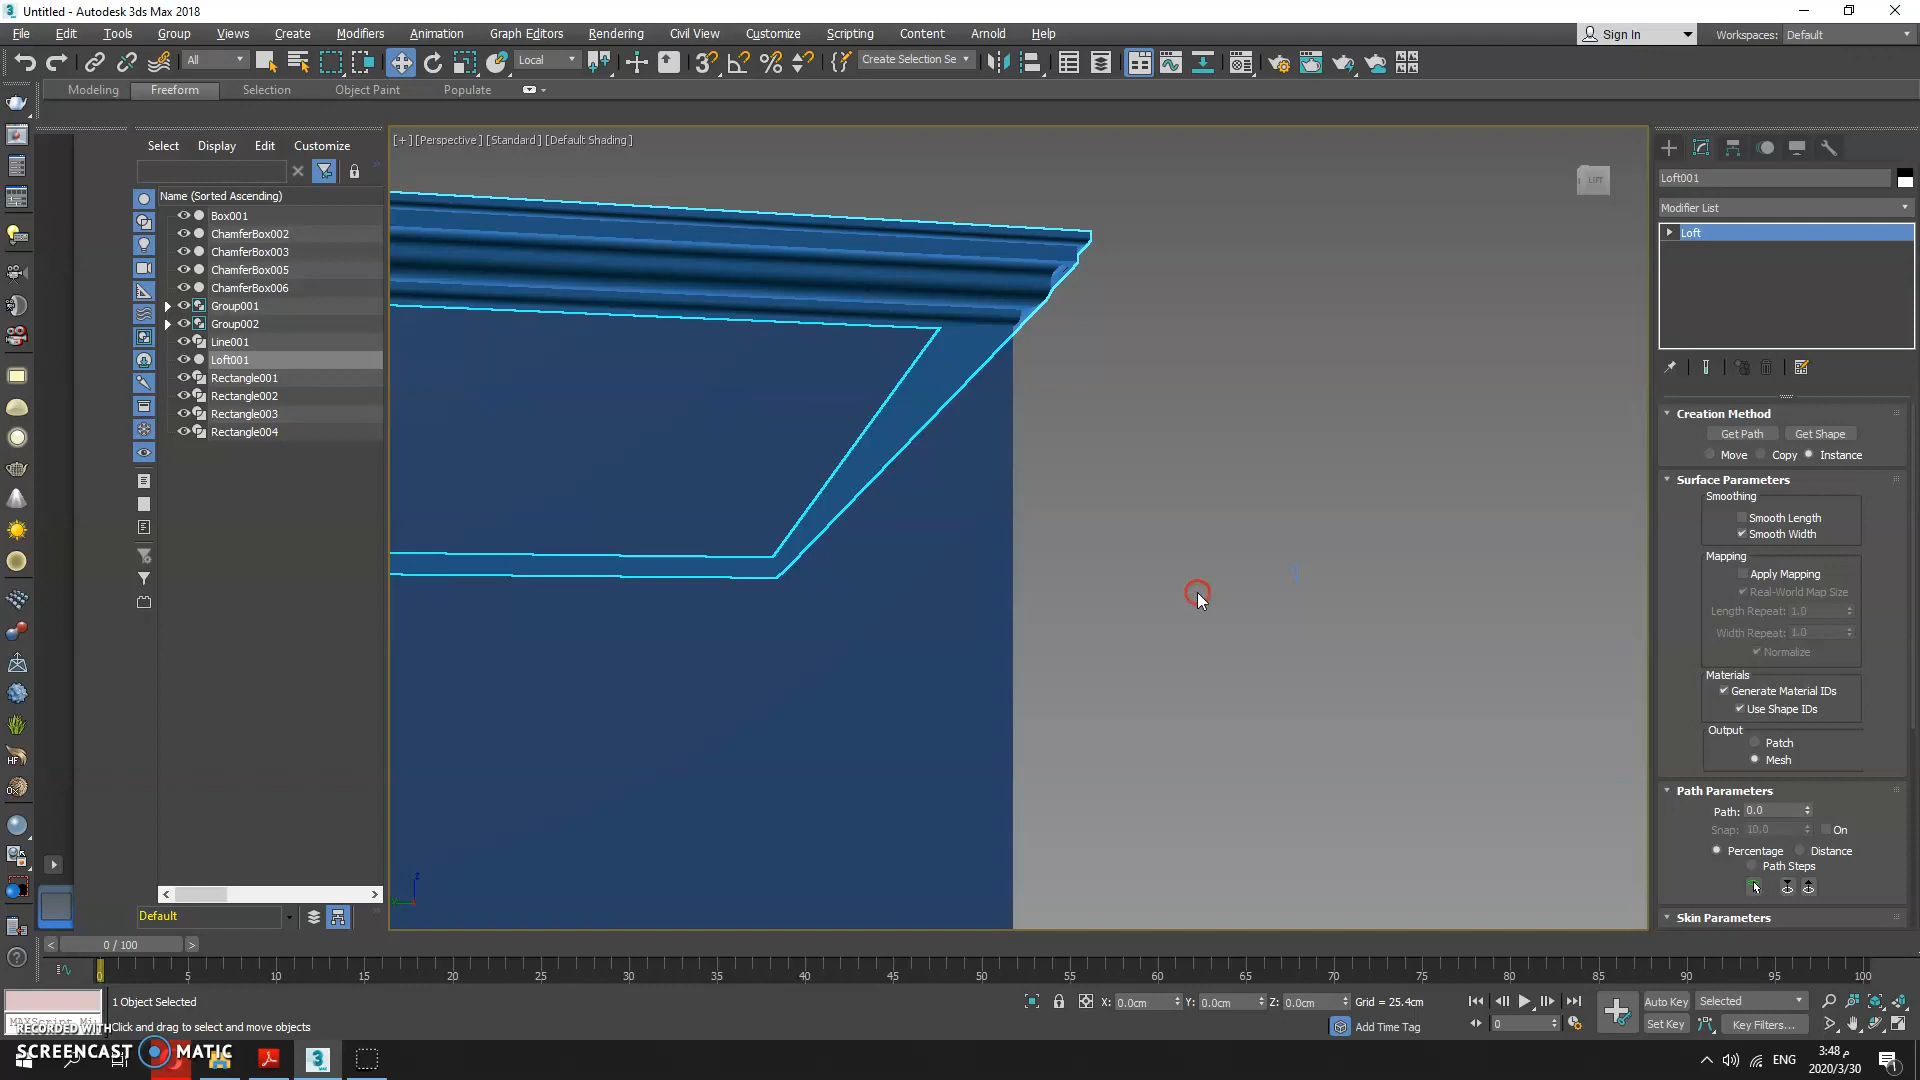 Untitled - Autodesk 3ds Max 2018
File Edit Tools Group Views Create Modifiers Animation Graph Editors Rendering Civil View Customize Scripting Content Arnold Help
Sign In Workspaces: Default
All Local Create Selection Se
Modeling Freeform Selection Object Paint Populate
[+] [Perspective] [Standard] [Default Shading]
Select Display Edit Customize
Name (Sorted Ascending)
Box001
ChamferBox002
ChamferBox003
ChamferBox005
ChamferBox006
Group001
Group002
Line001
Loft001
Rectangle001
Rectangle002
Rectangle003
Rectangle004
LEFT
Loft001
Modifier List
Loft
Creation Method
Get Path Get Shape
Move Copy Instance
Surface Parameters
Smoothing
Smooth Length
Smooth Width
Mapping
Apply Mapping
Real-World Map Size
Length Repeat: 1.0
Width Repeat: 1.0
Normalize
Materials
Generate Material IDs
Use Shape IDs
Output
Patch
Mesh
Path Parameters
Path: 0.0
Snap: 10.0 On
Percentage Distance
Path Steps
Skin Parameters
z
Default
0 / 100
0 5 10 15 20 25 30 35 40 45 50 55 60 65 70 75 80 85 90 95 100
1 Object Selected
X: 0.0cm Y: 0.0cm Z: 0.0cm Grid = 25.4cm
Auto Key Selected
MAXScript Mi
Click and drag to select and move objects
Add Time Tag
0
Set Key Key Filters...
RECORDED WITH
SCREENCAST MATIC
ENG
3:48 م
2020/3/30
1